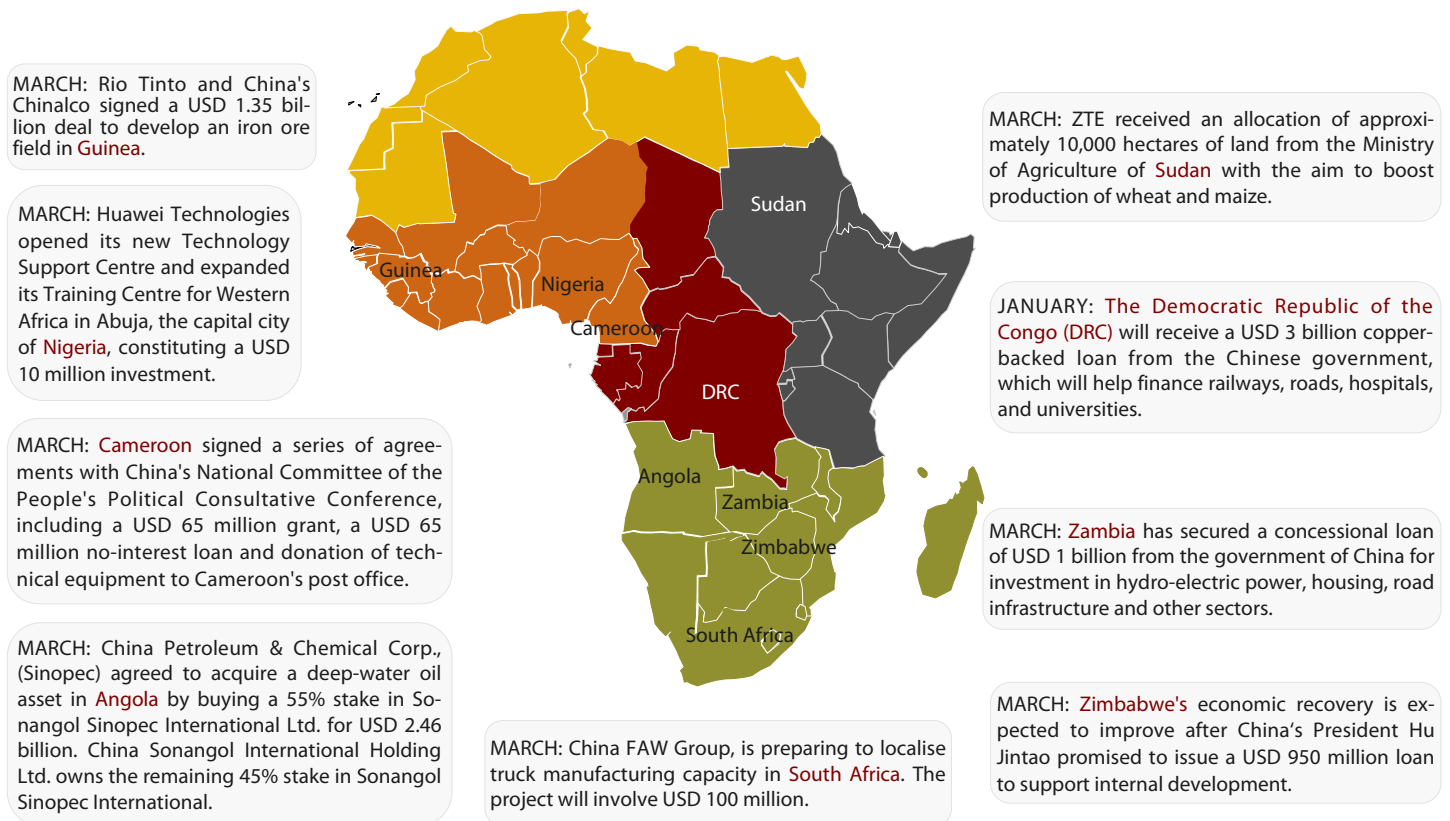 MARCH: Rio Tinto and China's
Chinalco signed a USD 1.35 bil-
lion deal to develop an iron ore
field in Guinea.
MARCH: Huawei Technologies
opened its new Technology
Support Centre and expanded
its Training Centre for Western
Africa in Abuja, the capital city
of Nigeria, constituting a USD
10 million investment.
MARCH: Cameroon signed a series of agree-
ments with China's National Committee of the
People's Political Consultative Conference,
including a USD 65 million grant, a USD 65
million no-interest loan and donation of tech-
nical equipment to Cameroon's post office.
MARCH: China Petroleum & Chemical Corp.,
(Sinopec) agreed to acquire a deep-water oil
asset in Angola by buying a 55% stake in So-
nangol Sinopec International Ltd. for USD 2.46
billion. China Sonangol International Holding
Ltd. owns the remaining 45% stake in Sonangol
Sinopec International.
Sudan
Guinea
Nigeria
Cameroon
DRC
Angola
Zambia
Zimbabwe
South Africa
MARCH: China FAW Group, is preparing to localise
truck manufacturing capacity in South Africa. The
project will involve USD 100 million.
MARCH: ZTE received an allocation of approxi-
mately 10,000 hectares of land from the Ministry
of Agriculture of Sudan with the aim to boost
production of wheat and maize.
JANUARY: The Democratic Republic of the
Congo (DRC) will receive a USD 3 billion copper-
backed loan from the Chinese government,
which will help finance railways, roads, hospitals,
and universities.
MARCH: Zambia has secured a concessional loan
of USD 1 billion from the government of China for
investment in hydro-electric power, housing, road
infrastructure and other sectors.
MARCH: Zimbabwe's economic recovery is ex-
pected to improve after China‘s President Hu
Jintao promised to issue a USD 950 million loan
to support internal development.